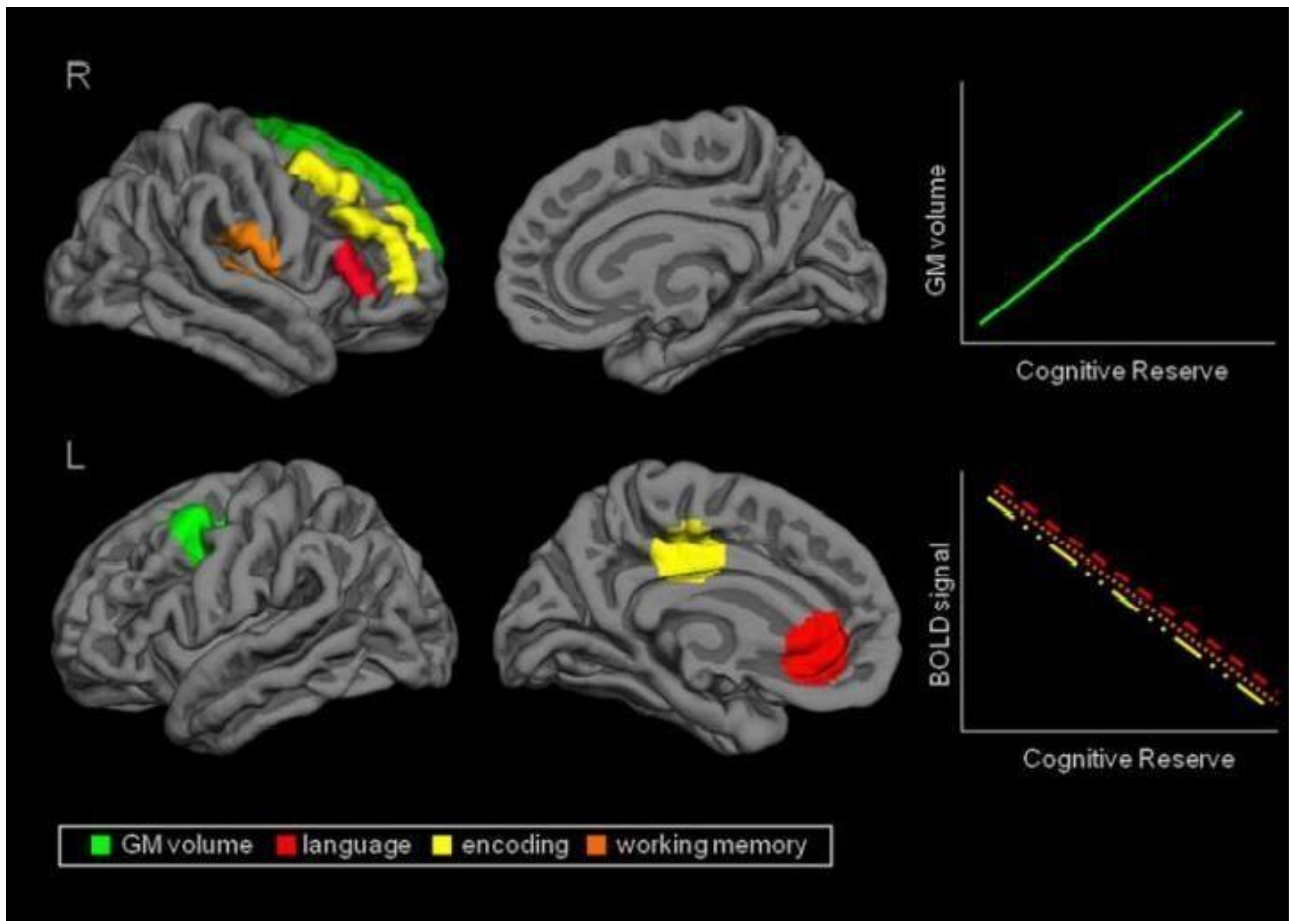 R
GM volume
Cognitive Reserve
L
BOLD signal
Cognitive Reserve
GM volume language encoding working memory